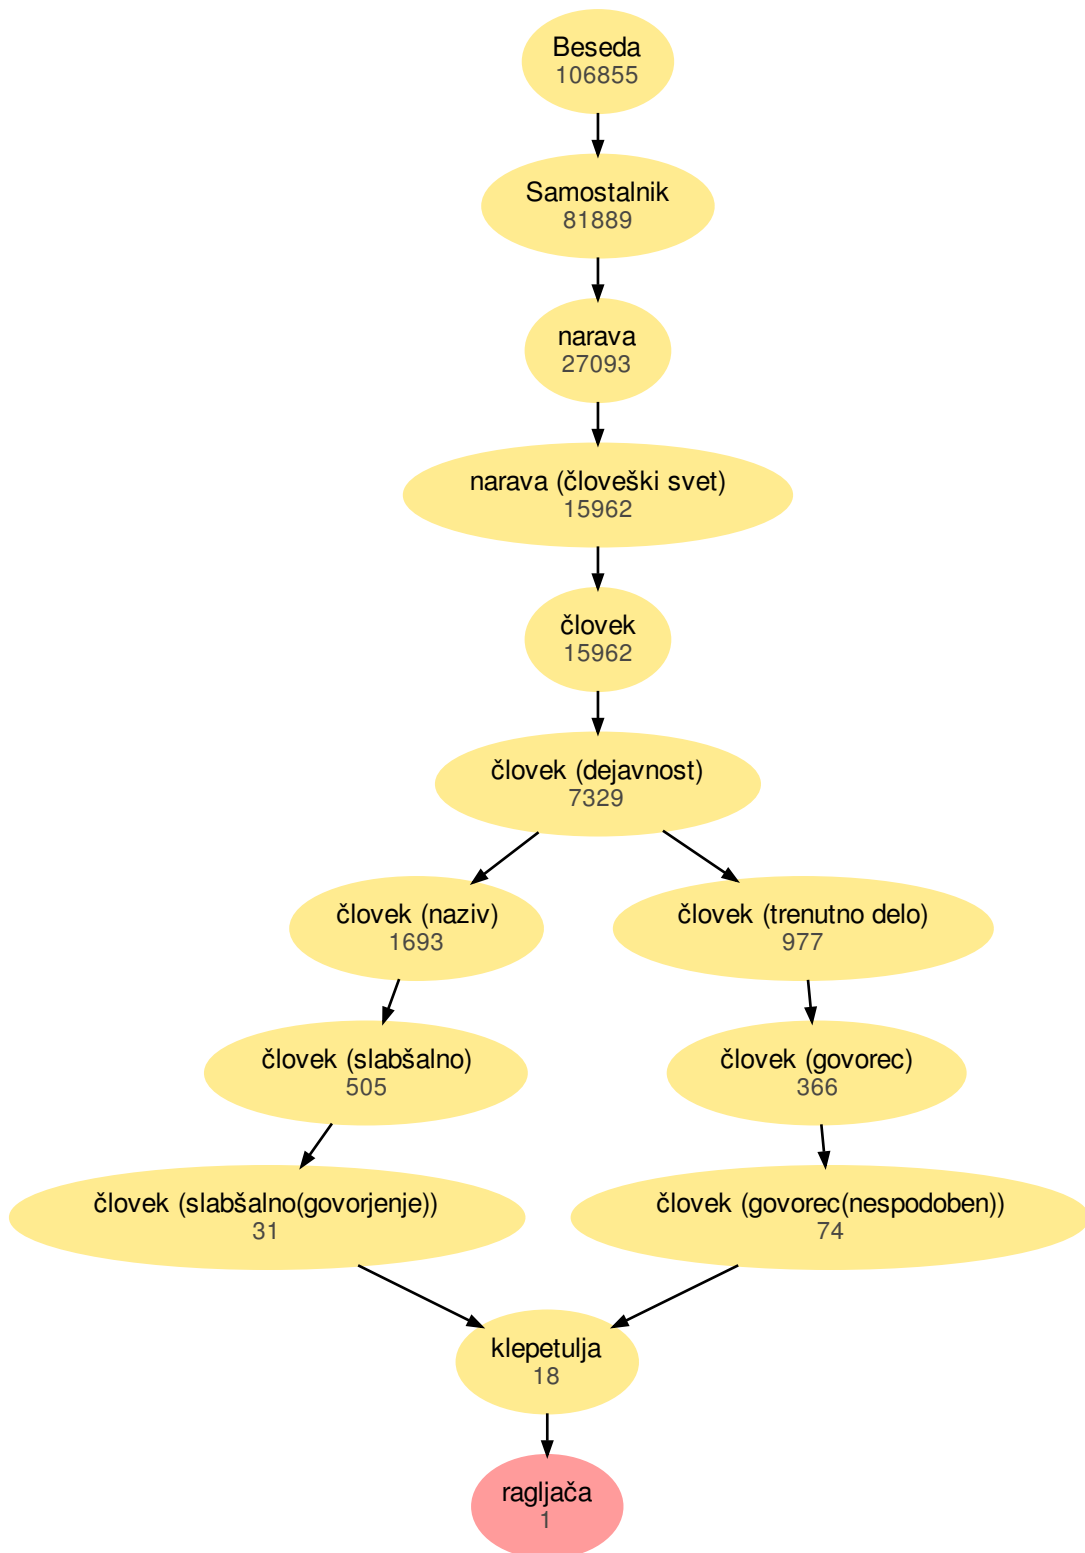 Beseda
106855
Samostalnik
81889
narava
27093
narava (človeški svet)
15962
človek
15962
človek (dejavnost)
7329
človek (naziv)
1693
človek (trenutno delo)
977
človek (slabšalno)
505
človek (govorec)
366
človek (slabšalno(govorjenje))
31
človek (govorec(nespodoben))
74
klepetulja
18
ragljača
1